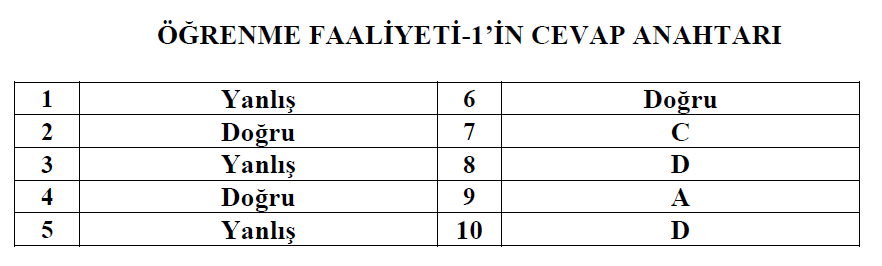 ÖĞRENME FAALİYETİ-1’İN CEVAP ANAHTARI
1 Yanlış 6 Doğru
2 Doğru 7 C
3 Yanlış 8 D
4 Doğru 9 A
5 Yanlış 10 D